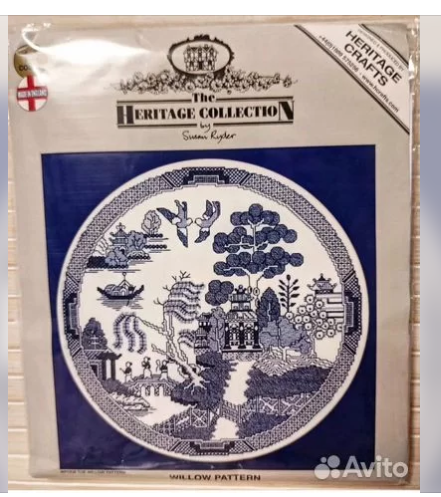 The
HERITAGE COLLECTION
by
Susan Ryder
HERITAGE
CRAFTS
MADE IN ENGLAND
WILLOW PATTERN
Avito